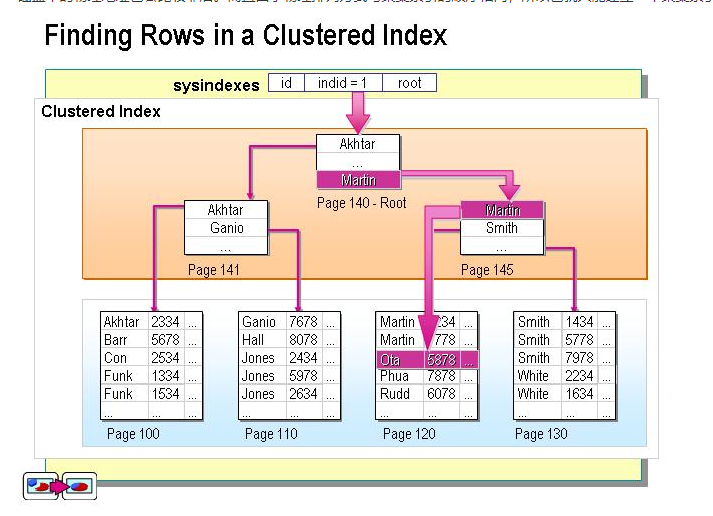 Finding Rows in a Clustered Index
sysindexes id indid = 1 root
Clustered Index
Akhtar
...
Martin
Page 140 - Root
Akhtar
Ganio
...
Page 141
Martin
Smith
...
Page 145
Akhtar 2334 ...
Barr 5678 ...
Con 2534 ...
Funk 1334 ...
Funk 1534 ...
... ... ...
Page 100
Ganio 7678 ...
Hall 8078 ...
Jones 2434 ...
Jones 5978 ...
Jones 2634 ...
... ... ...
Page 110
Martin 234 ...
Martin 778 ...
Ota 5878 ...
Phua 7878 ...
Rudd 6078 ...
... ... ...
Page 120
Smith 1434 ...
Smith 5778 ...
Smith 7978 ...
White 2234 ...
White 1634 ...
... ... ...
Page 130